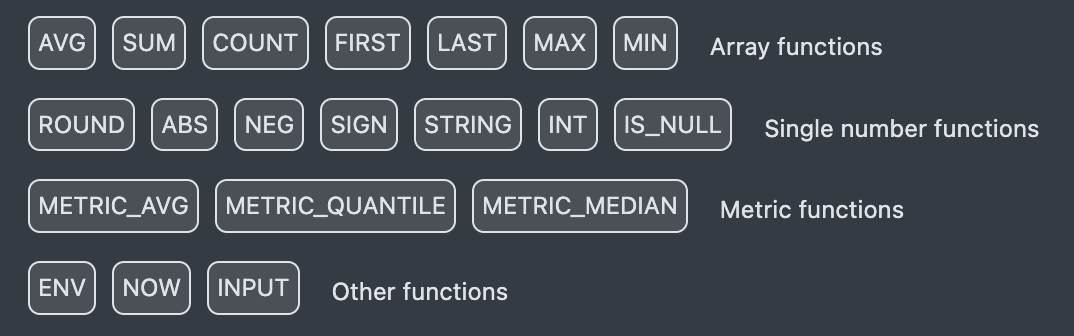 AVG SUM COUNT FIRST LAST MAX MIN Array functions
ROUND ABS NEG SIGN STRING INT IS_NULL Single number functions
METRIC_AVG METRIC_QUANTILE METRIC_MEDIAN Metric functions
ENV NOW INPUT Other functions